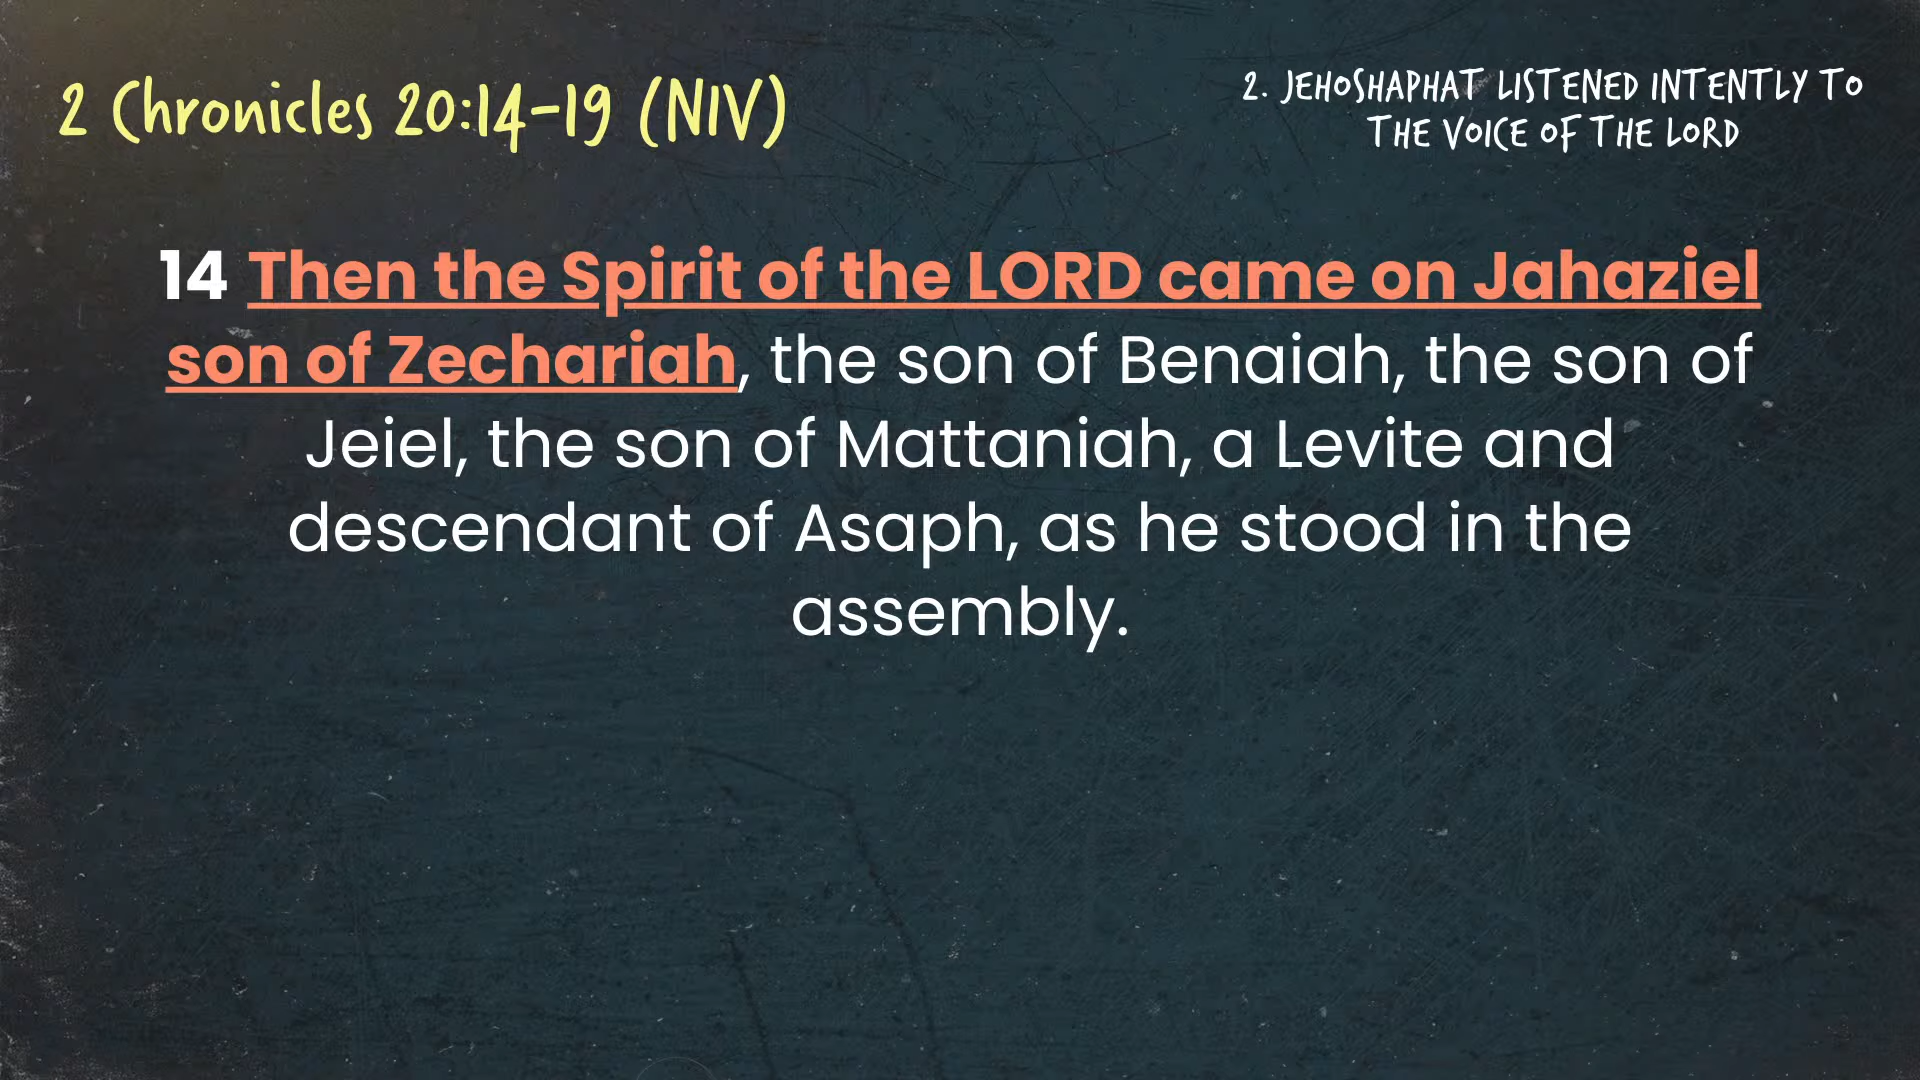 2 Chronicles 20:14-19 (NIV)
2. JEHOSHAPHAT LISTENED INTENTLY TO
THE VOICE OF THE LORD
14 Then the Spirit of the LORD came on Jahaziel
son of Zechariah, the son of Benaiah, the son of
Jeiel, the son of Mattaniah, a Levite and
descendant of Asaph, as he stood in the
assembly.